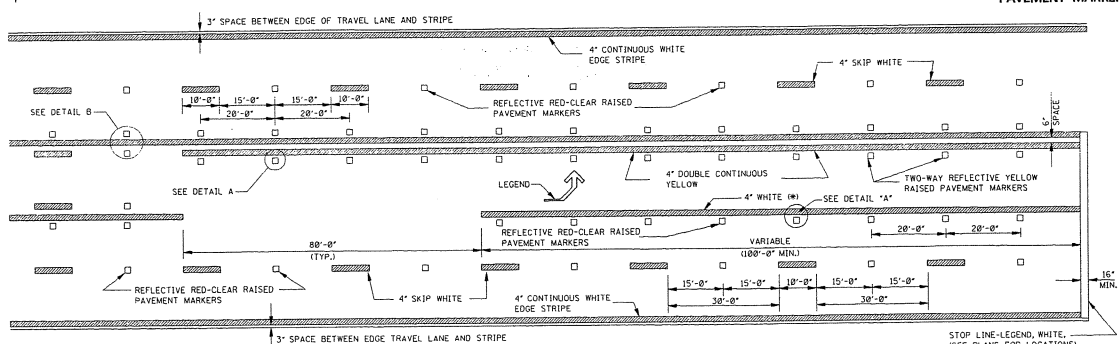 PAVEMENT MARKE
3" SPACE BETWEEN EDGE OF TRAVEL LANE AND STRIPE
4" CONTINUOUS WHITE
EDGE STRIPE
4" SKIP WHITE
10'-0" 15'-0" 15'-0" 10'-0"
REFLECTIVE RED-CLEAR RAISED
PAVEMENT MARKERS
SEE DETAIL B
20'-0" 20'-0"
6"
SPACE
SEE DETAIL A
LEGEND
4" DOUBLE CONTINUOUS
YELLOW
TWO-WAY REFLECTIVE YELLOW
RAISED PAVEMENT MARKERS
4" WHITE (*)
SEE DETAIL "A"
REFLECTIVE RED-CLEAR RAISED
PAVEMENT MARKERS
20'-0" 20'-0"
80'-0"
(TYP.)
VARIABLE
(100'-0" MIN.)
REFLECTIVE RED-CLEAR RAISED
PAVEMENT MARKERS
4" SKIP WHITE
4" CONTINUOUS WHITE
EDGE STRIPE
15'-0" 15'-0" 10'-0" 15'-0" 15'-0"
30'-0" 30'-0"
16"
MIN.
3" SPACE BETWEEN EDGE TRAVEL LANE AND STRIPE
STOP LINE-LEGEND, WHITE,
(SEE PLANS FOR LOCATIONS)